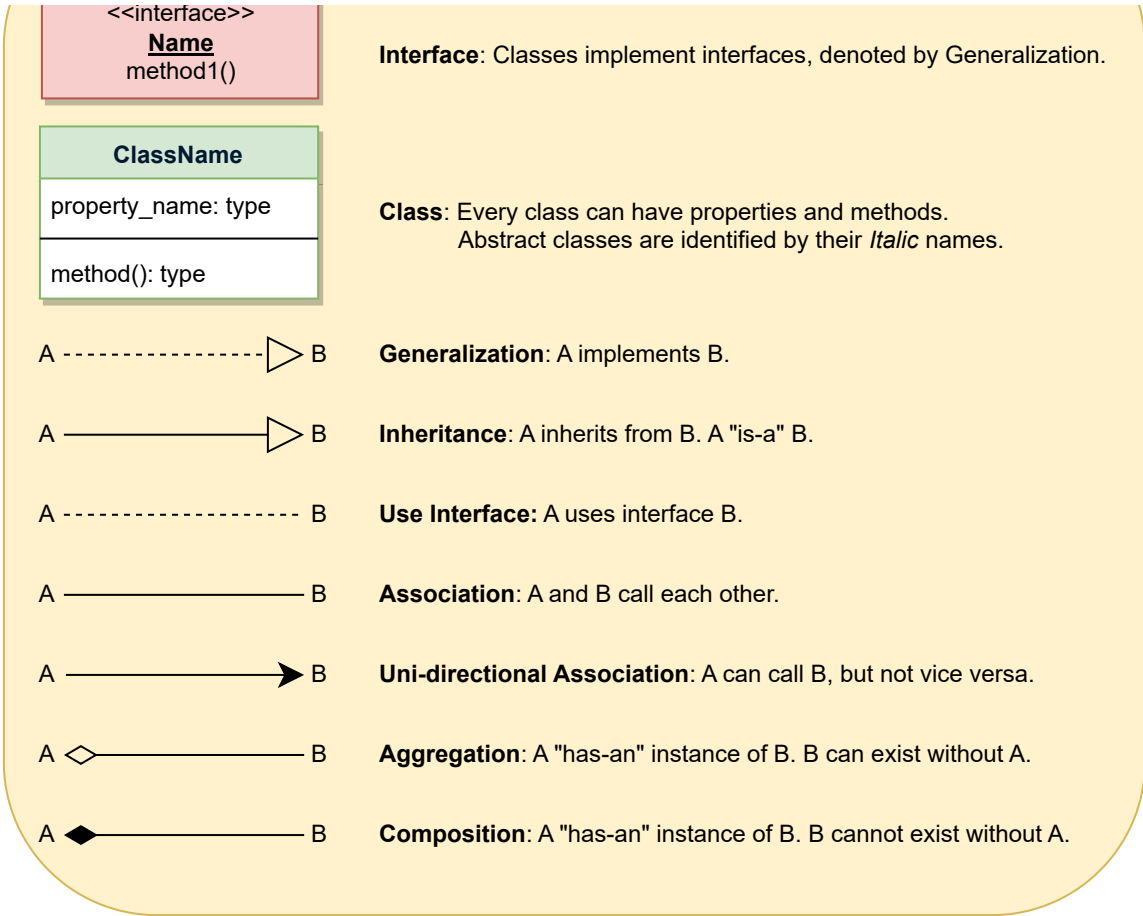 <<interface>>
Name
method1()
Interface: Classes implement interfaces, denoted by Generalization.
ClassName
property_name: type
method(): type
Class: Every class can have properties and methods.
Abstract classes are identified by their Italic names.
A B Generalization: A implements B.
A B Inheritance: A inherits from B. A "is-a" B.
A B Use Interface: A uses interface B.
A B Association: A and B call each other.
A B Uni-directional Association: A can call B, but not vice versa.
A B Aggregation: A "has-an" instance of B. B can exist without A.
A B Composition: A "has-an" instance of B. B cannot exist without A.